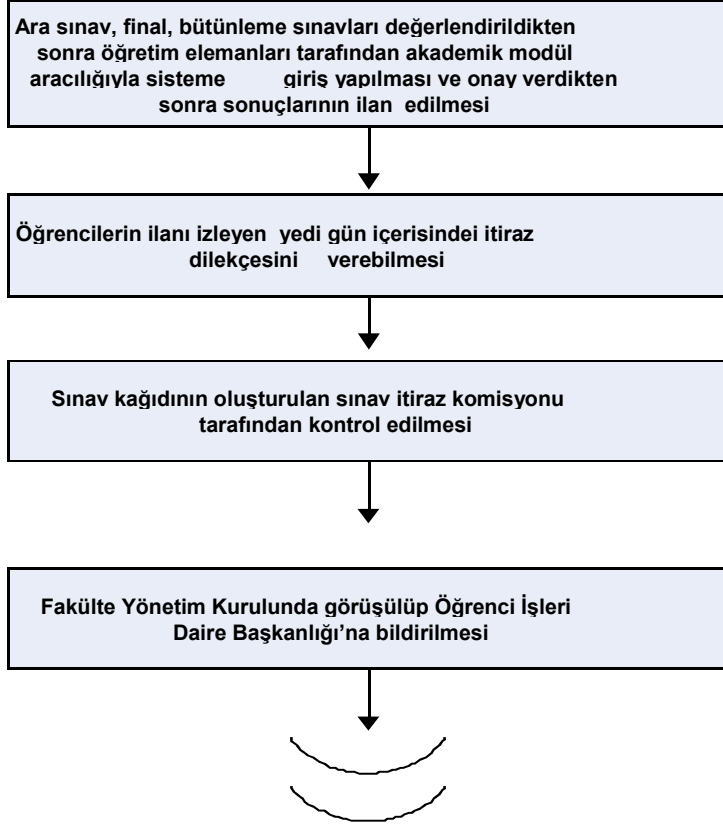 Ara sınav, final, bütünleme sınavları değerlendirildikten
sonra öğretim elemanları tarafından akademik modül
aracılığıyla sisteme giriş yapılması ve onay verdikten
sonra sonuçlarının ilan edilmesi
Öğrencilerin ilanı izleyen yedi gün içerisindei itiraz
dilekçesini verebilmesi
Sınav kağıdının oluşturulan sınav itiraz komisyonu
tarafından kontrol edilmesi
Fakülte Yönetim Kurulunda görüşülüp Öğrenci İşleri
Daire Başkanlığı’na bildirilmesi